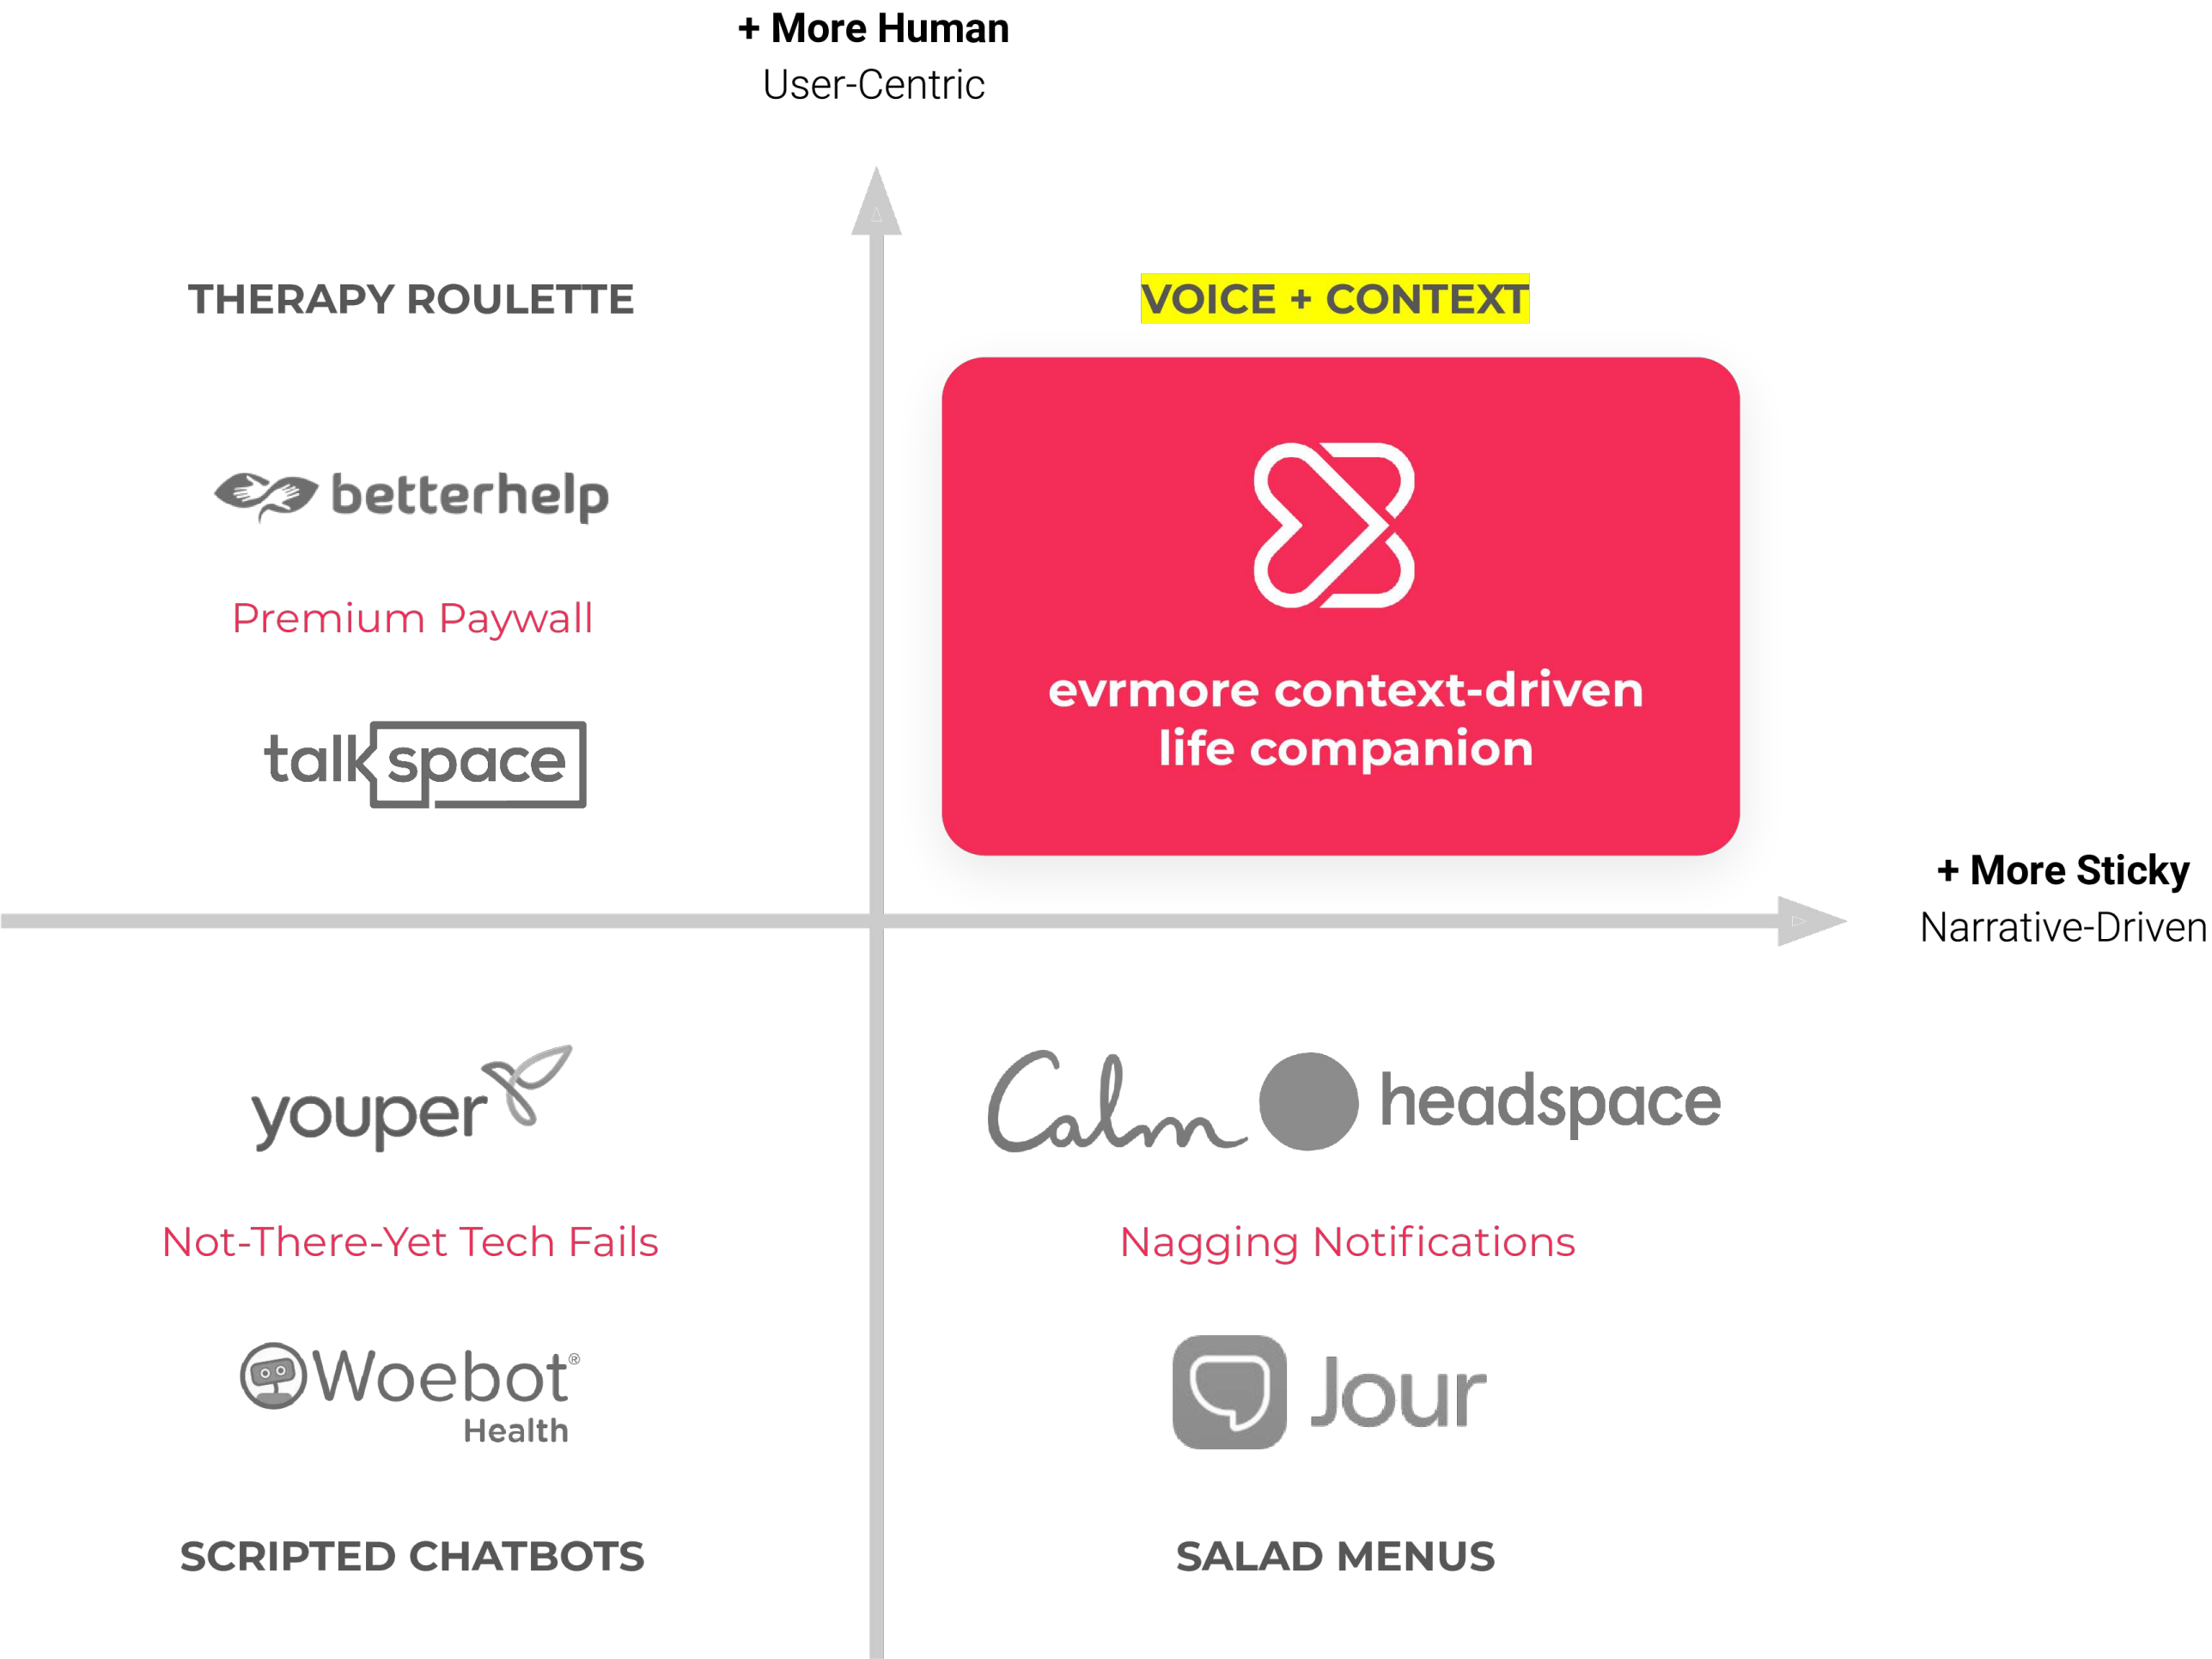 + More Human
User-Centric
THERAPY ROULETTE
VOICE + CONTEXT
betterhelp
Premium Paywall
talkspace
evrmore context-driven
life companion
+ More Sticky
Narrative-Driven
youper
Calm
headspace
Not-There-Yet Tech Fails
Nagging Notifications
Woebot®
Health
Jour
SCRIPTED CHATBOTS
SALAD MENUS